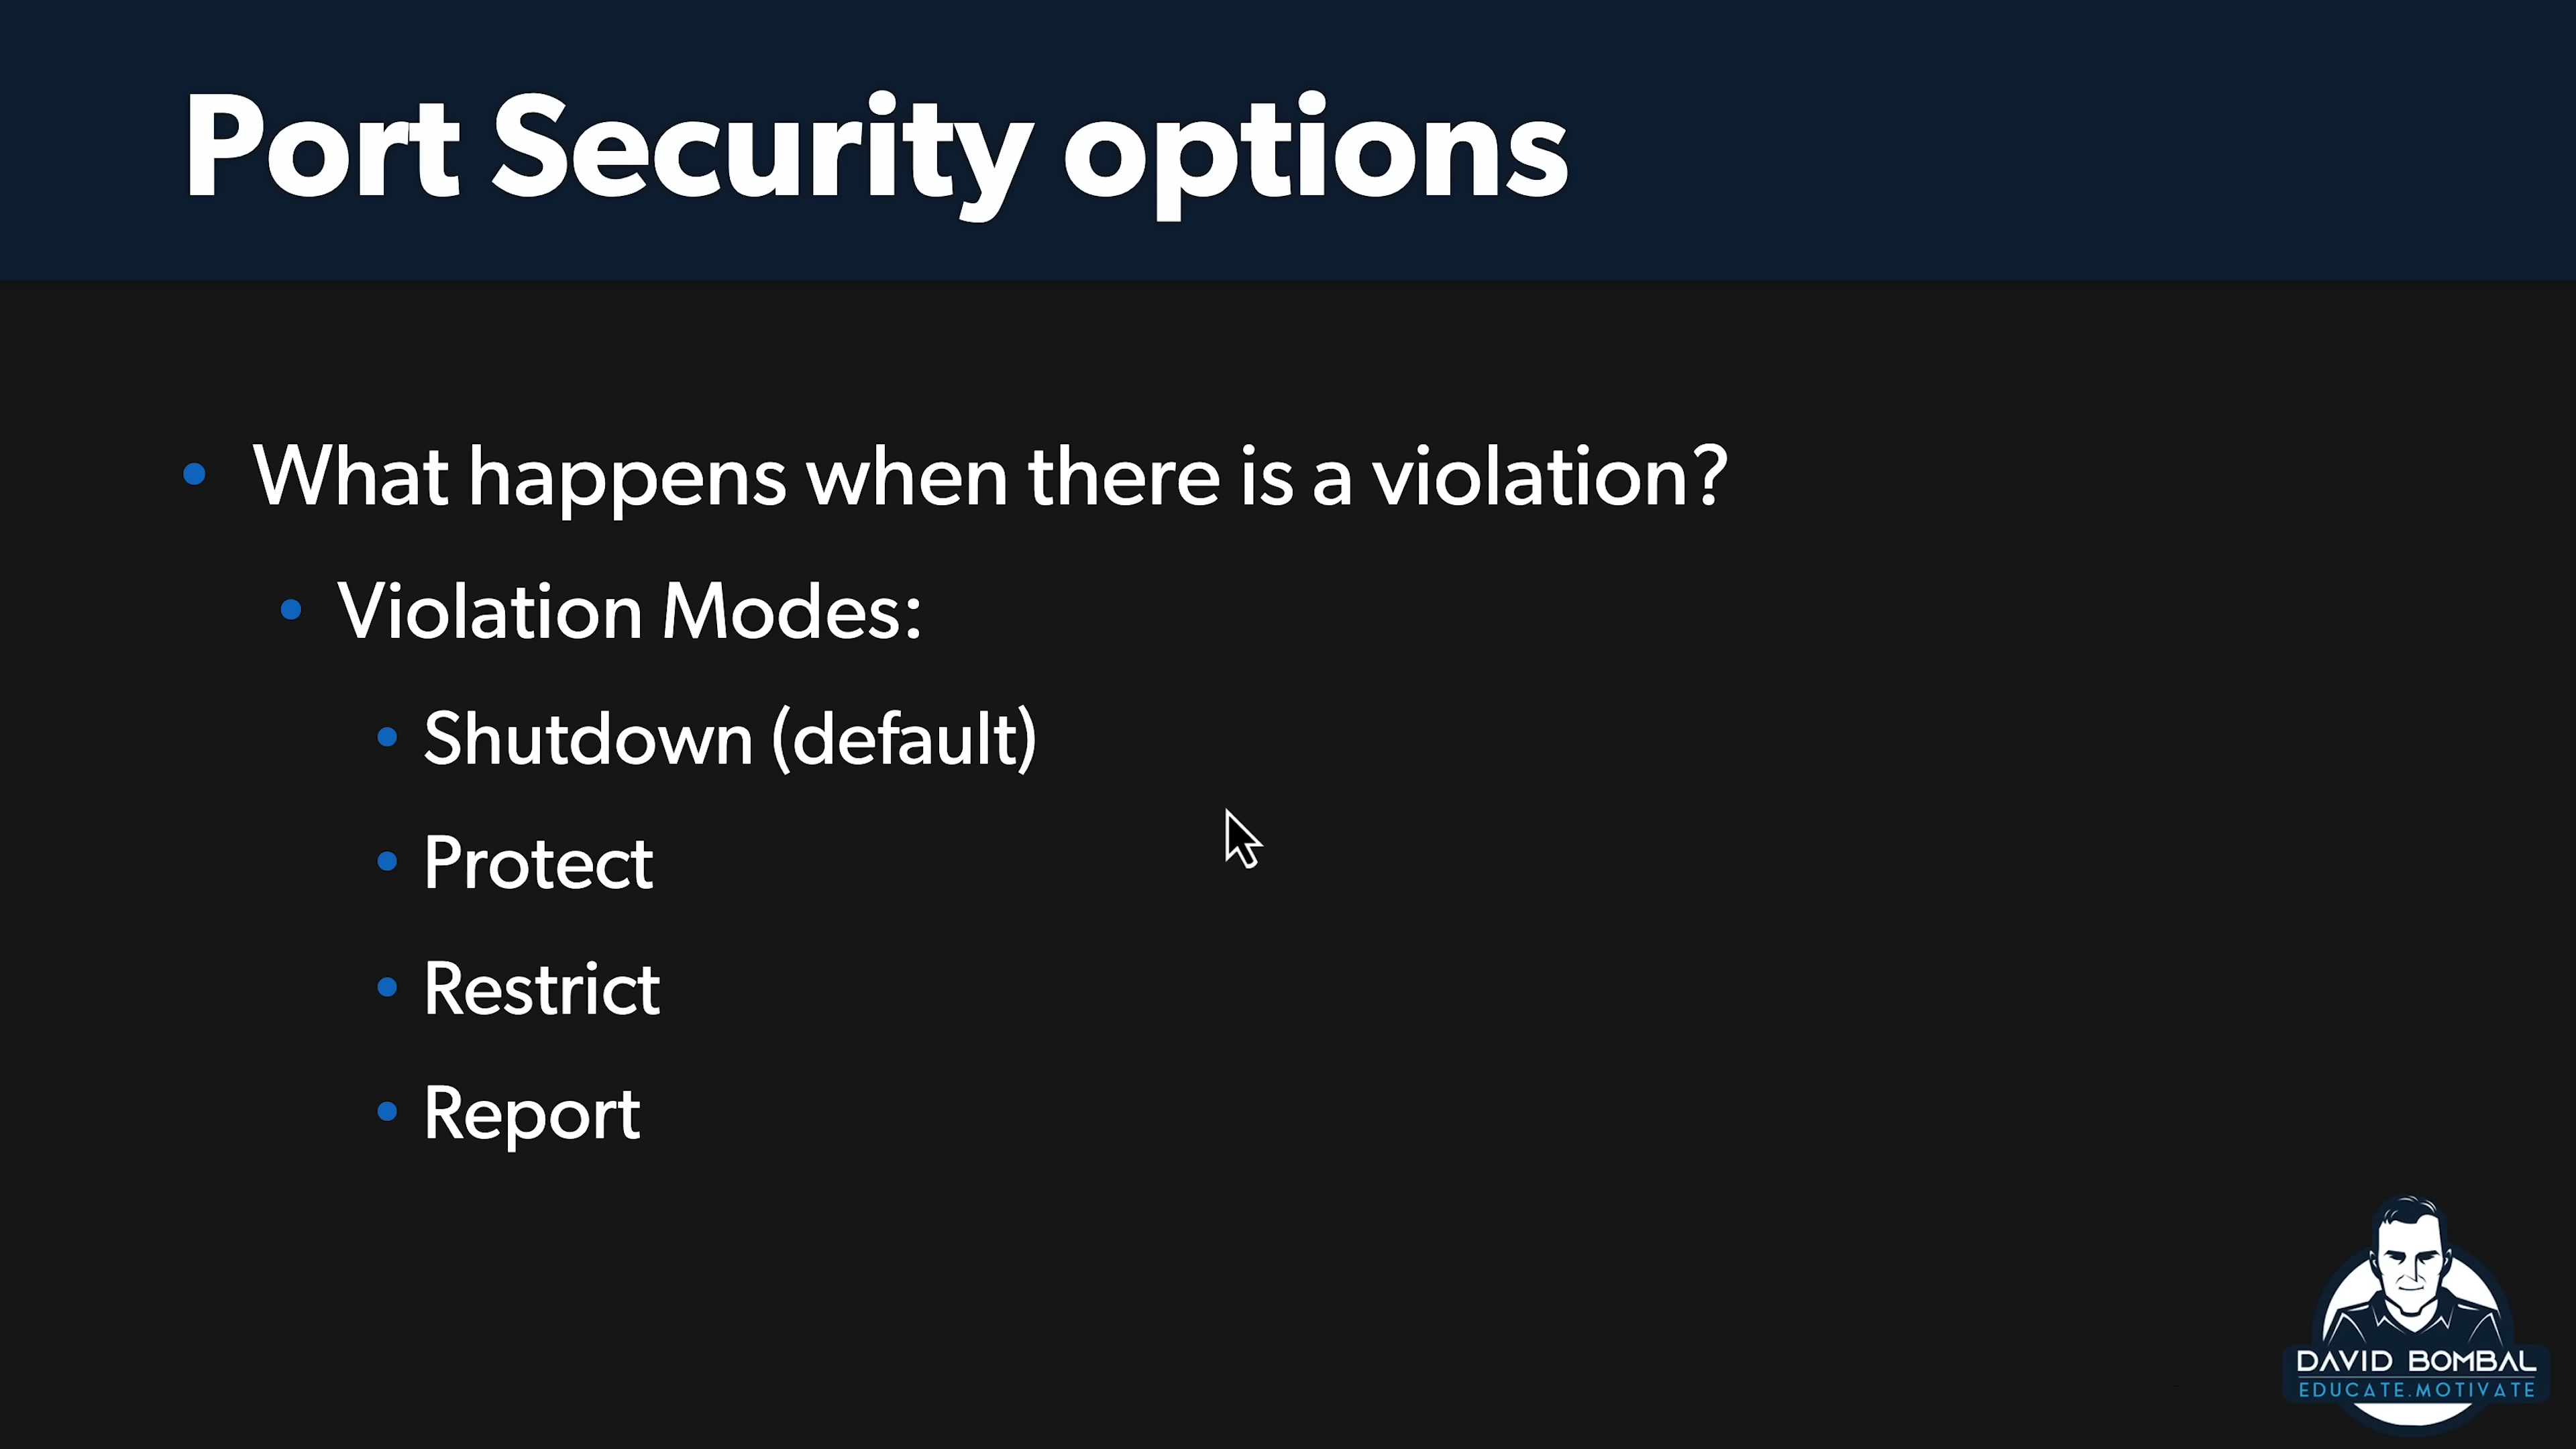 Port Security options
• What happens when there is a violation?
• Violation Modes:
• Shutdown (default)
• Protect
• Restrict
• Report
DAVID BOMBAL
EDUCATE.MOTIVATE